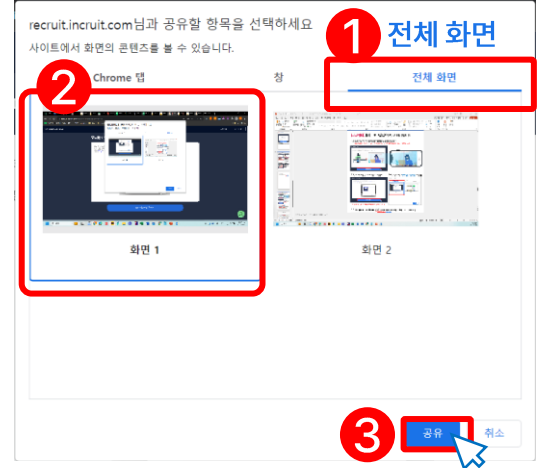 recruit.incruit.com님과 공유할 항목을 선택하세요
사이트에서 화면의 콘텐츠를 볼 수 있습니다.
1 전체 화면
2
Chrome 탭
창
전체 화면
화면 1
화면 2
3
공유
취소